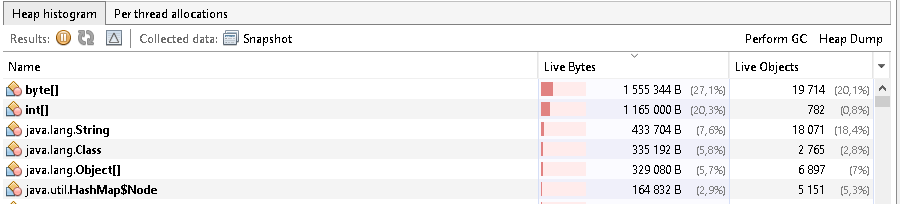 Heap histogram Per thread allocations
Results: Collected data: Snapshot Perform GC Heap Dump
Name Live Bytes Live Objects
byte[] 1 555 344 B (27,1%) 19 714 (20,1%)
int[] 1 165 000 B (20,3%) 782 (0,8%)
java.lang.String 433 704 B (7,6%) 18 071 (18,4%)
java.lang.Class 335 192 B (5,8%) 2 765 (2,8%)
java.lang.Object[] 329 080 B (5,7%) 6 897 (7%)
java.util.HashMap$Node 164 832 B (2,9%) 5 151 (5,3%)